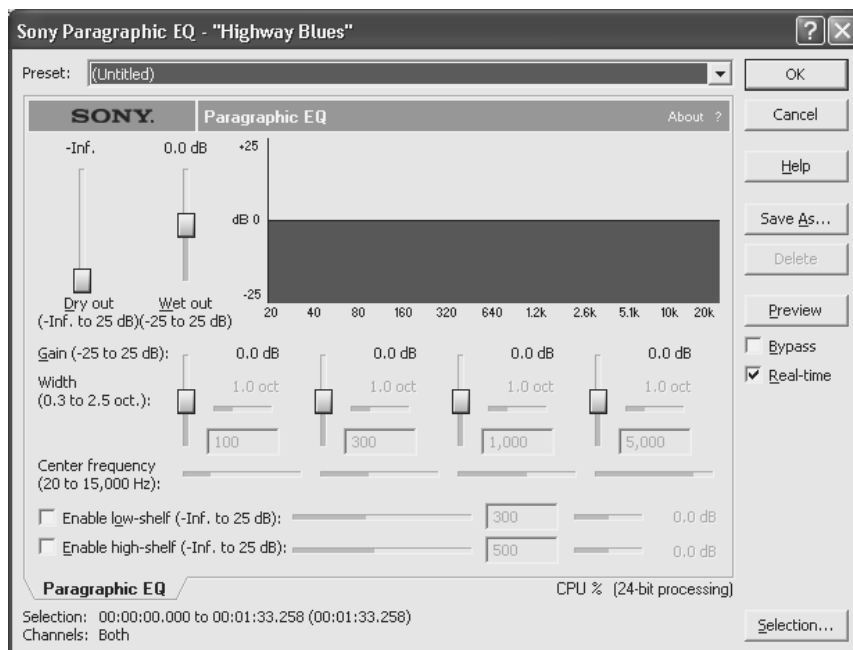 Sony Paragraphic EQ - "Highway Blues"
Preset: (Untitled)
OK
SONY. Paragraphic EQ About ?
Cancel
-Inf. 0.0 dB +25
Help
dB 0
Save As...
Delete
-25
20 40 80 160 320 640 1.2k 2.6k 5.1k 10k 20k
Dry out Wet out
(-Inf. to 25 dB)(-25 to 25 dB)
Preview
Gain (-25 to 25 dB): 0.0 dB 0.0 dB 0.0 dB 0.0 dB
Bypass
Width
(0.3 to 2.5 oct.): 1.0 oct 1.0 oct 1.0 oct 1.0 oct
Real-time
100 300 1,000 5,000
Center frequency
(20 to 15,000 Hz):
Enable low-shelf (-Inf. to 25 dB): 300 0.0 dB
Enable high-shelf (-Inf. to 25 dB): 500 0.0 dB
Paragraphic EQ CPU % (24-bit processing)
Selection: 00:00:00.000 to 00:01:33.258 (00:01:33.258)
Channels: Both
Selection...